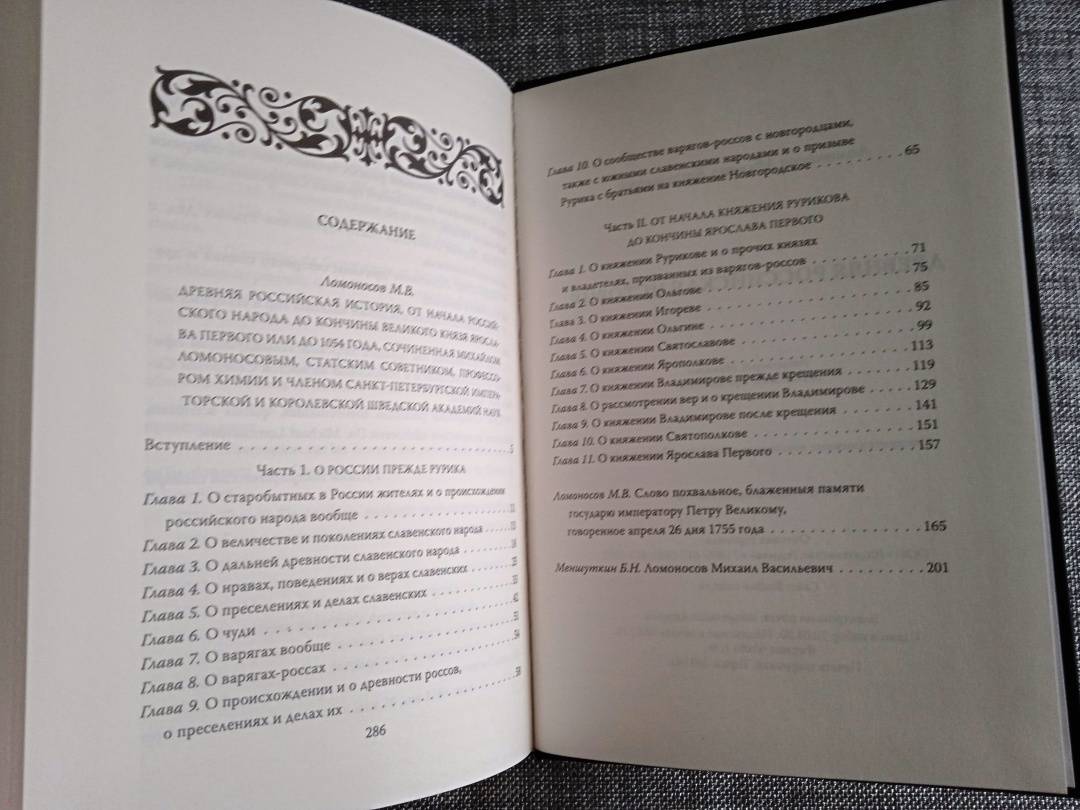 СОДЕРЖАНИЕ
Ломоносов М.В.
ДРЕВНЯЯ РОССИЙСКАЯ ИСТОРИЯ, ОТ НАЧАЛА РОССИЙ-
СКОГО НАРОДА ДО КОНЧИНЫ ВЕЛИКОГО КНЯЗЯ ЯРОСЛА-
ВА ПЕРВОГО ИЛИ ДО 1054 ГОДА, СОЧИНЕННАЯ МИХАЙЛОМ
ЛОМОНОСОВЫМ, СТАТСКИМ СОВЕТНИКОМ, ПРОФЕССО-
РОМ ХИМИИ И ЧЛЕНОМ САНКТ-ПЕТЕРБУРГСКОЙ ИМПЕРА-
ТОРСКОЙ И КОРОЛЕВСКОЙ ШВЕДСКОЙ АКАДЕМИЙ НАУК
Вступление . . . 5
Часть 1. О РОССИИ ПРЕЖДЕ РУРИКА
Глава 1. О старобытных в России жителях и о происхождении
российского народа вообще . . . 11
Глава 2. О величестве и поколениях славенского народа . . .
Глава 3. О дальней древности славенского народа . . .
Глава 4. О нравах, поведениях и о верах славенских . . .
Глава 5. О преселениях и делах славенских . . .
Глава 6. О чуди . . .
Глава 7. О варягах вообще . . .
Глава 8. О варягах-россах . . .
Глава 9. О происхождении и о древности россов,
о преселениях и делах их . . .
286
Глава 10. О сообществе варягов-россов с новгородцами,
также с южными славенскими народами и о призыве
Рурика с братьями на княжение Новгородское . . . 65
Часть II. ОТ НАЧАЛА КНЯЖЕНИЯ РУРИКОВА
ДО КОНЧИНЫ ЯРОСЛАВА ПЕРВОГО
Глава 1. О княжении Рурикове и о прочих князях
и владетелях, призванных из варягов-россов . . . 71
Глава 2. О княжении Ольгове . . . 75
Глава 3. О княжении Игореве . . . 85
Глава 4. О княжении Ольгине . . . 92
Глава 5. О княжении Святославове . . . 99
Глава 6. О княжении Ярополкове . . . 113
Глава 7. О княжении Владимирове прежде крещения . . . 119
Глава 8. О рассмотрении вер и о крещении Владимирове . . . 129
Глава 9. О княжении Владимирове после крещения . . . 141
Глава 10. О княжении Святополкове . . . 151
Глава 11. О княжении Ярослава Первого . . . 157
Ломоносов М.В. Слово похвальное, блаженныя памяти
государю императору Петру Великому,
говоренное апреля 26 дня 1755 года . . . 165
Меншуткин Б.Н. Ломоносов Михаил Васильевич . . . 201